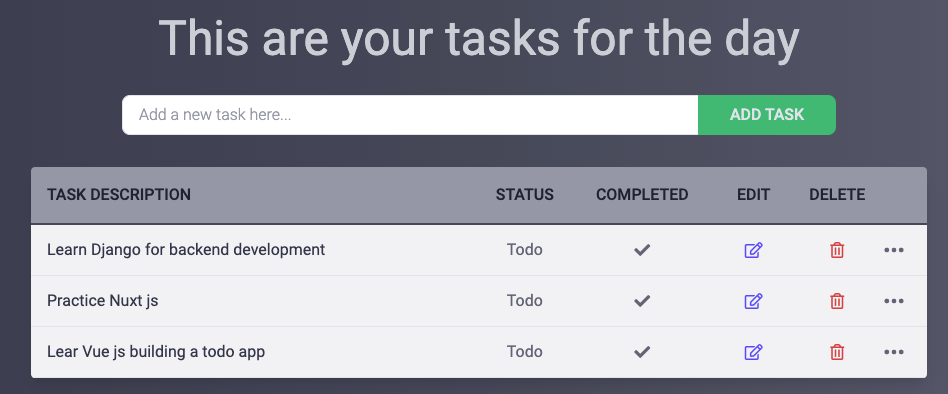 This are your tasks for the day
Add a new task here...
ADD TASK
TASK DESCRIPTION STATUS COMPLETED EDIT DELETE
Learn Django for backend development Todo
Practice Nuxt js Todo
Lear Vue js building a todo app Todo